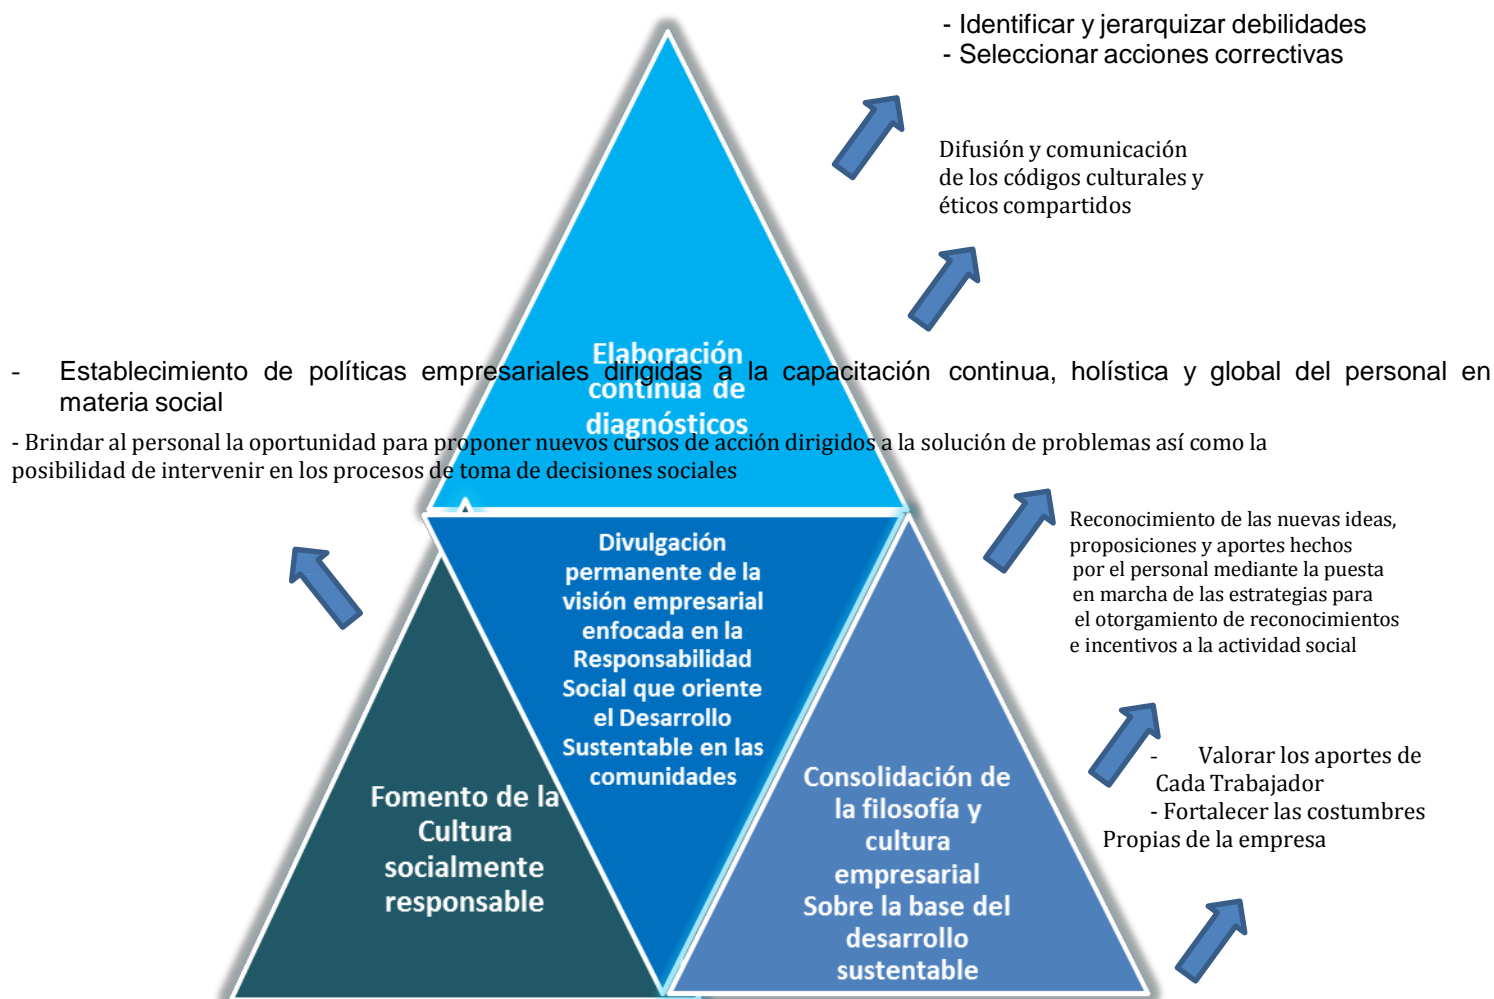 - Identificar y jerarquizar debilidades
- Seleccionar acciones correctivas
Difusión y comunicación
de los códigos culturales y
éticos compartidos
Elaboración
continua de
diagnósticos
- Establecimiento de políticas empresariales dirigidas a la capacitación continua, holística y global del personal en
materia social
- Brindar al personal la oportunidad para proponer nuevos cursos de acción dirigidos a la solución de problemas así como la
posibilidad de intervenir en los procesos de toma de decisiones sociales
Reconocimiento de las nuevas ideas,
proposiciones y aportes hechos
por el personal mediante la puesta
en marcha de las estrategias para
el otorgamiento de reconocimientos
e incentivos a la actividad social
Divulgación
permanente de la
visión empresarial
enfocada en la
Responsabilidad
Social que oriente
el Desarrollo
Sustentable en las
comunidades
- Valorar los aportes de
Cada Trabajador
- Fortalecer las costumbres
Propias de la empresa
Fomento de la
Cultura
socialmente
responsable
Consolidación de
la filosofía y
cultura
empresarial
Sobre la base del
desarrollo
sustentable